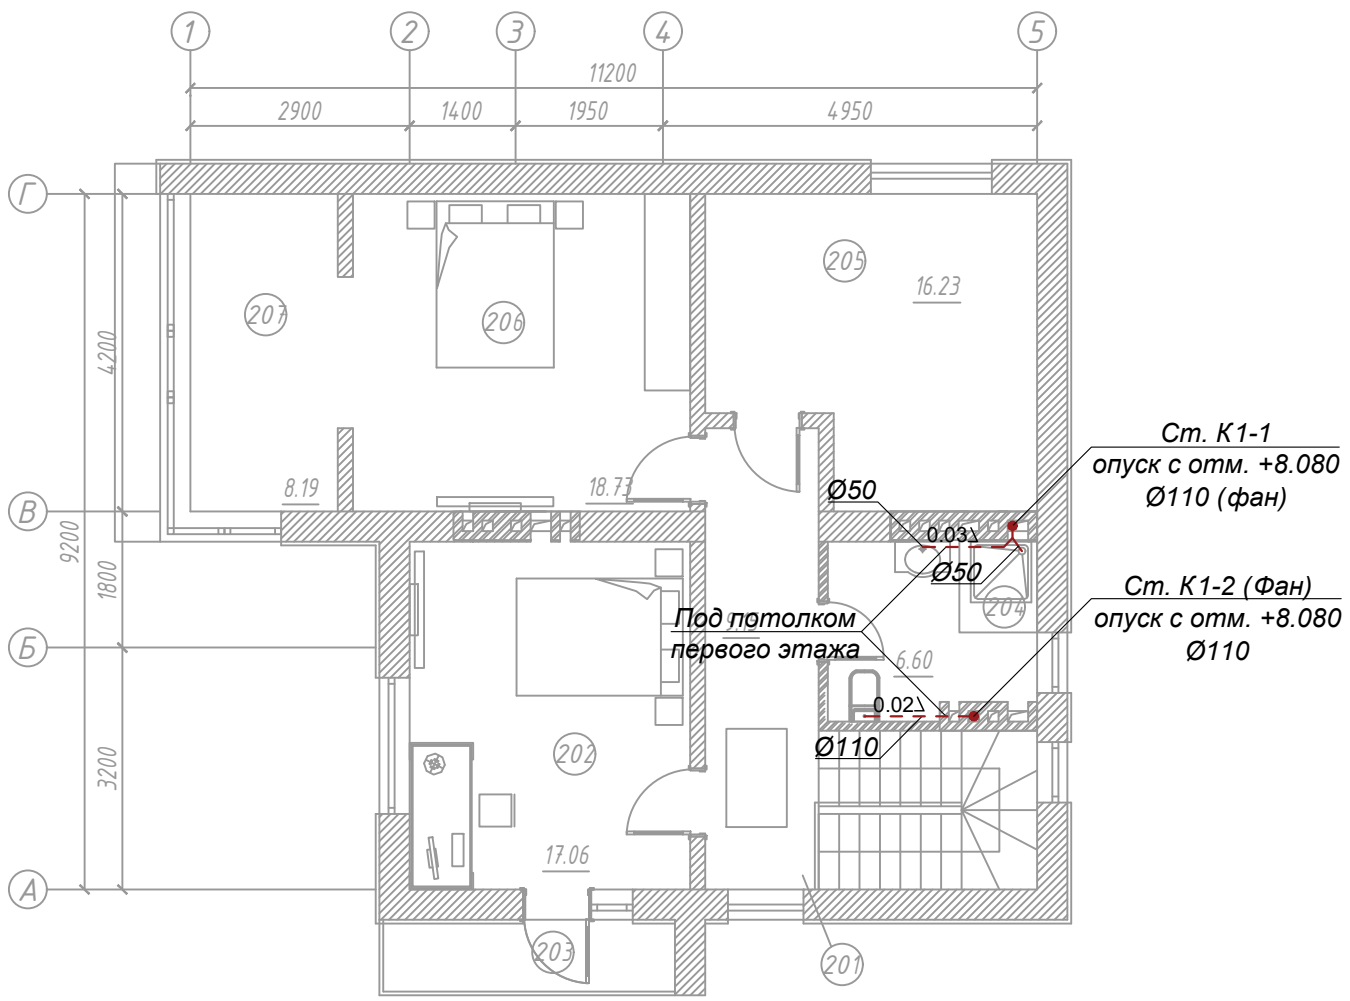 1 2 3 4 5
11200
2900 1400 1950 4950
Г
205
16.23
207
206
4200
Ст. К1-1
опуск с отм. +8.080
Ø110 (фан)
8.19
18.73
Ø50
В
9200
0.03
Ø50
1800
Ст. К1-2 (Фан)
опуск с отм. +8.080
Ø110
204
Под потолком
9.15
первого этажа
Б
6.60
0.02
Ø110
202
3200
17.06
А
203
201